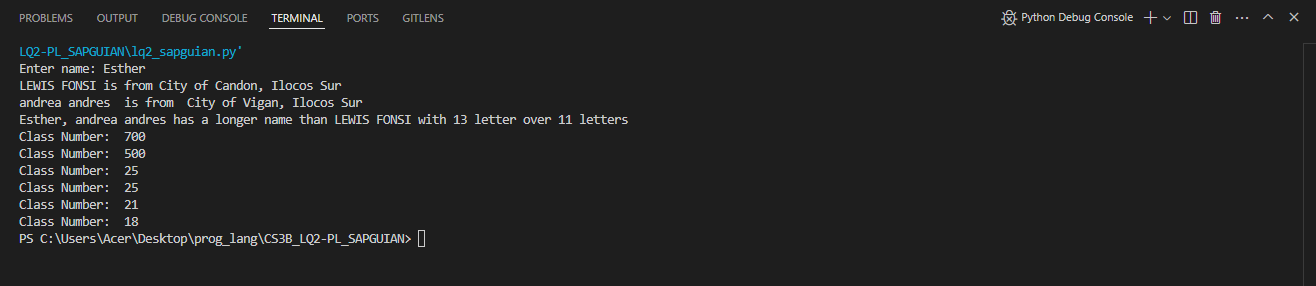 PROBLEMS OUTPUT DEBUG CONSOLE TERMINAL PORTS GITLENS Python Debug Console
LQ2-PL_SAPGUIAN\lq2_sapguian.py'
Enter name: Esther
LEWIS FONSI is from City of Candon, Ilocos Sur
andrea andres  is from  City of Vigan, Ilocos Sur
Esther, andrea andres has a longer name than LEWIS FONSI with 13 letter over 11 letters
Class Number:  700
Class Number:  500
Class Number:  25
Class Number:  25
Class Number:  21
Class Number:  18
PS C:\Users\Acer\Desktop\prog_lang\CS3B_LQ2-PL_SAPGUIAN>